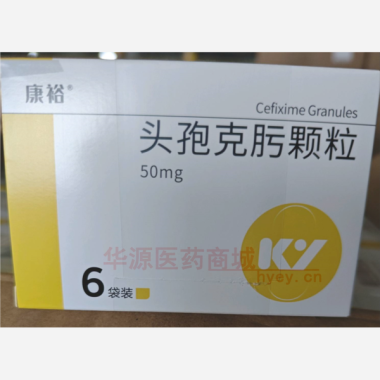 康裕®
Cefixime Granules
头孢克肟颗粒
50mg
华源医药商城
KY
hyey.cn
6袋装